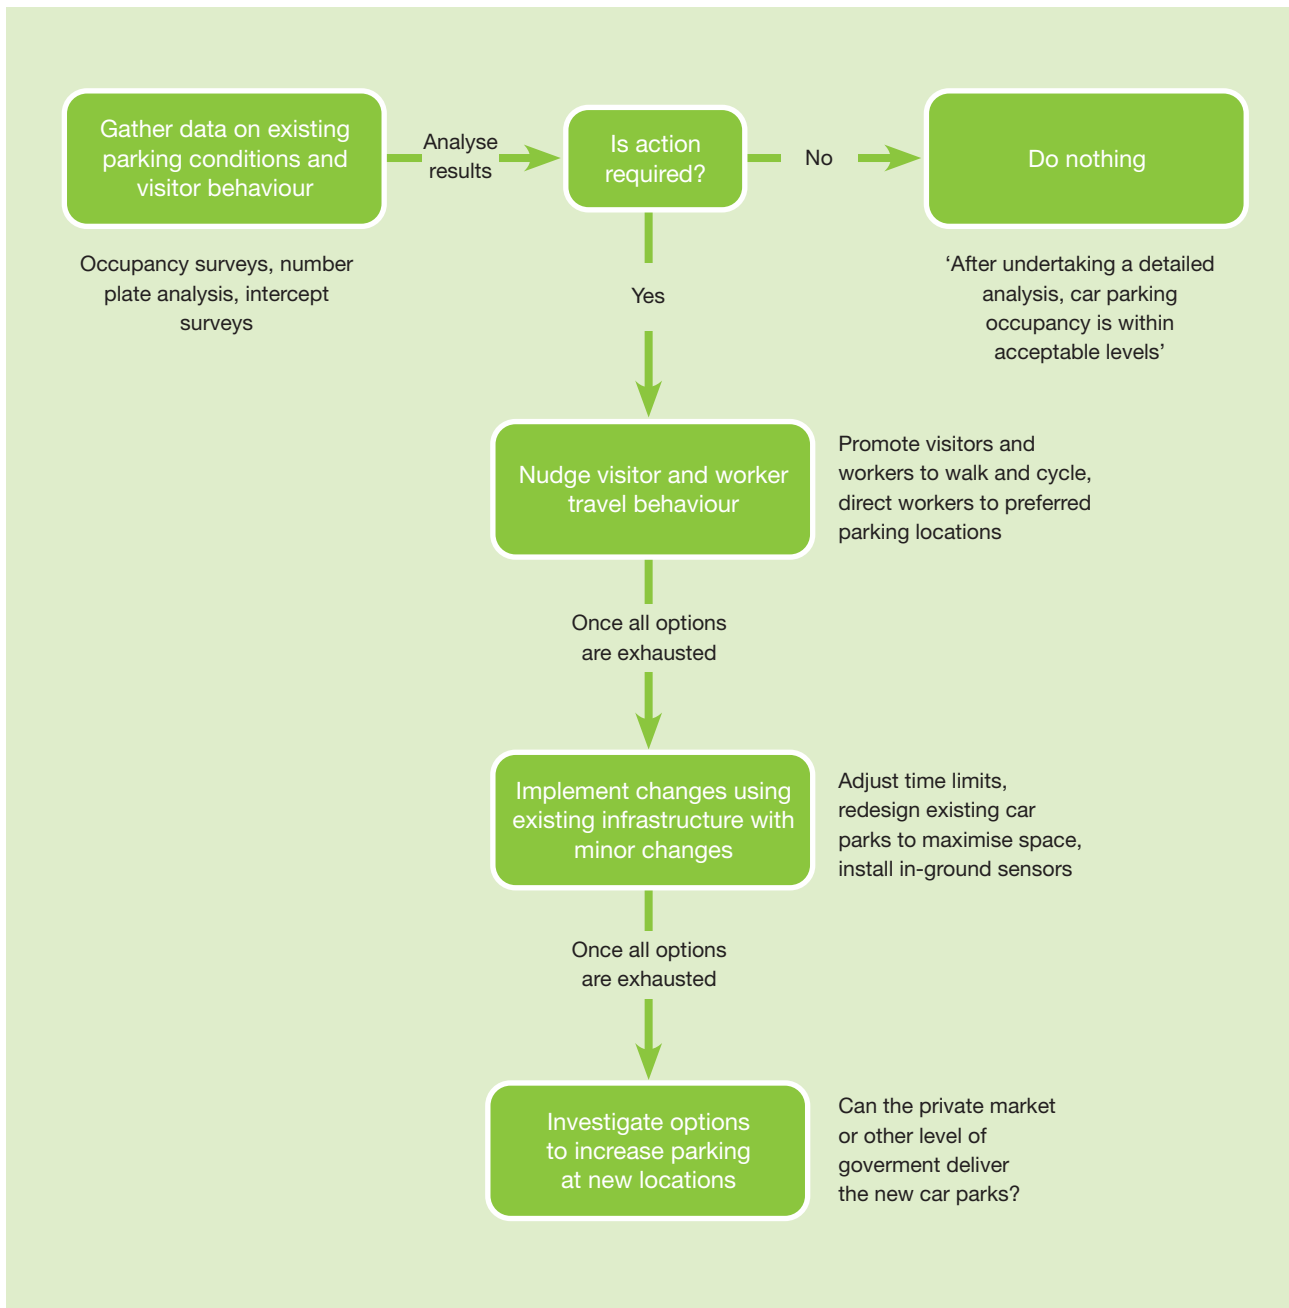 Gather data on existing
parking conditions and
visitor behaviour
Analyse
results
Is action
required?
No
Do nothing
Occupancy surveys, number
plate analysis, intercept
surveys
‘After undertaking a detailed
analysis, car parking
occupancy is within
acceptable levels’
Yes
Nudge visitor and worker
travel behaviour
Promote visitors and
workers to walk and cycle,
direct workers to preferred
parking locations
Once all options
are exhausted
Implement changes using
existing infrastructure with
minor changes
Adjust time limits,
redesign existing car
parks to maximise space,
install in-ground sensors
Once all options
are exhausted
Investigate options
to increase parking
at new locations
Can the private market
or other level of
goverment deliver
the new car parks?